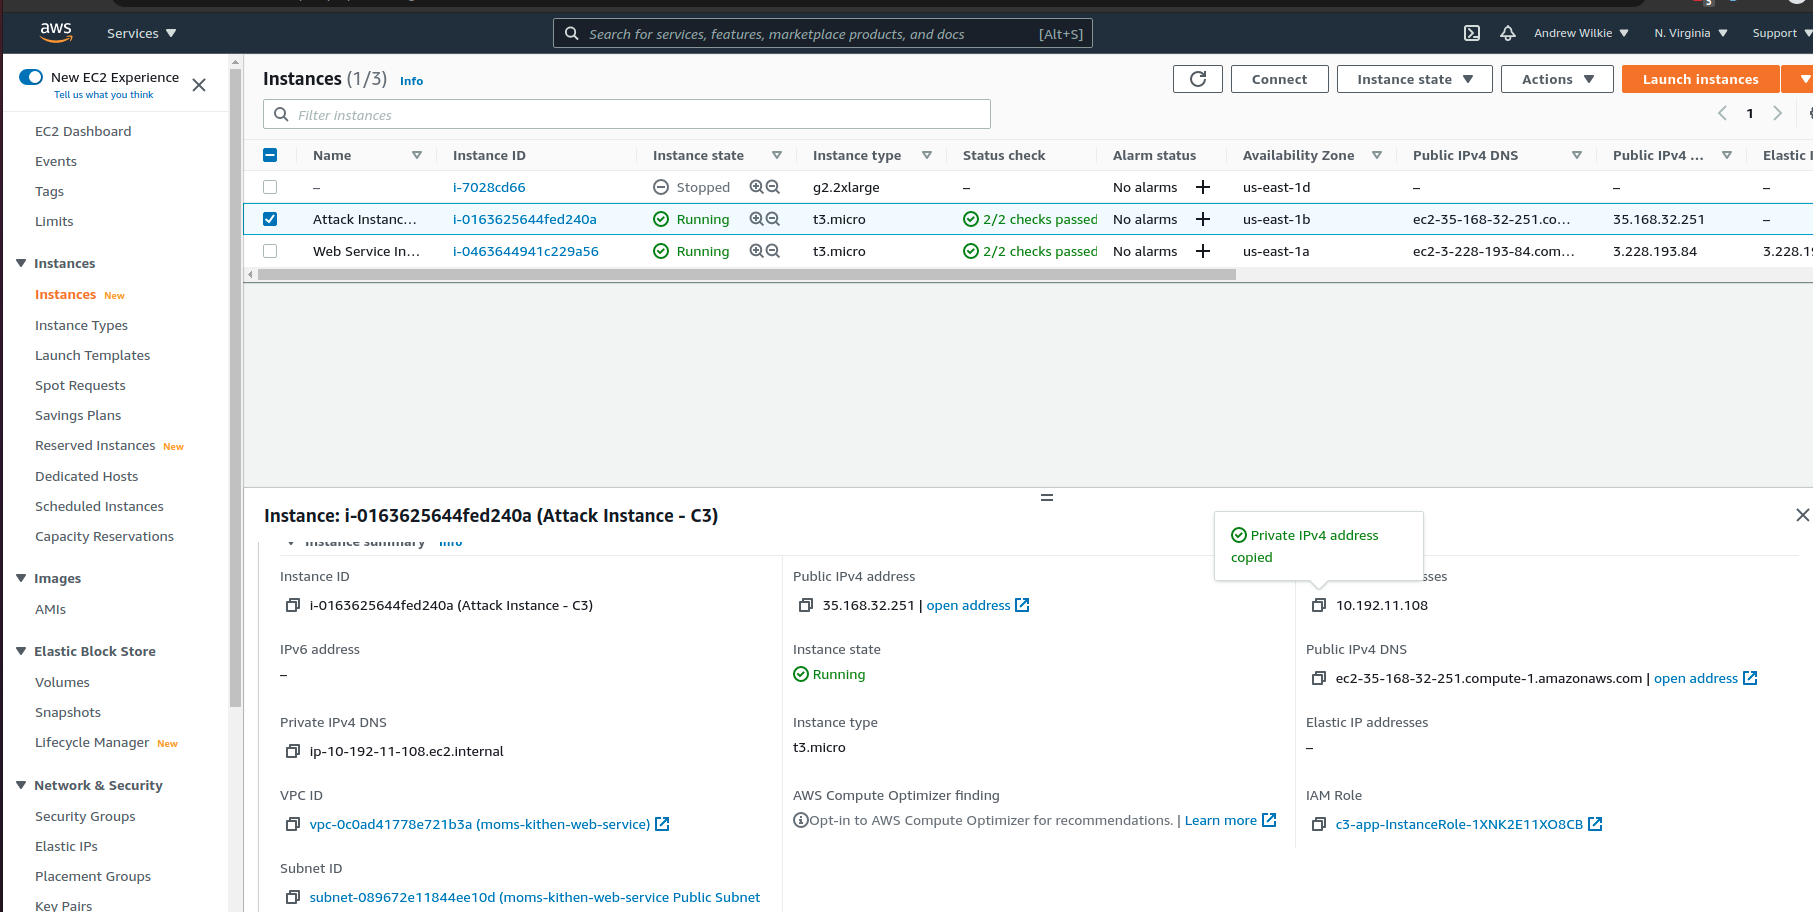 aws
Services
Search for services, features, marketplace products, and docs [Alt+S]
Andrew Wilkie
N. Virginia
Support
New EC2 Experience
Tell us what you think
EC2 Dashboard
Events
Tags
Limits
Instances
Instances New
Instance Types
Launch Templates
Spot Requests
Savings Plans
Reserved Instances New
Dedicated Hosts
Scheduled Instances
Capacity Reservations
Images
AMIs
Elastic Block Store
Volumes
Snapshots
Lifecycle Manager New
Network & Security
Security Groups
Elastic IPs
Placement Groups
Key Pairs
Instances (1/3) Info
Connect
Instance state
Actions
Launch instances
Filter instances
1
Name Instance ID Instance state Instance type Status check Alarm status Availability Zone Public IPv4 DNS Public IPv4 ... Elastic I
– i-7028cd66 Stopped g2.2xlarge – No alarms + us-east-1d – – –
Attack Instanc... i-0163625644fed240a Running t3.micro 2/2 checks passed No alarms + us-east-1b ec2-35-168-32-251.co... 35.168.32.251 –
Web Service In... i-0463644941c229a56 Running t3.micro 2/2 checks passed No alarms + us-east-1a ec2-3-228-193-84.com... 3.228.193.84 3.228.19
Instance: i-0163625644fed240a (Attack Instance - C3)
Instance summary Info
Private IPv4 address
copied
Instance ID
i-0163625644fed240a (Attack Instance - C3)
Public IPv4 address
35.168.32.251 | open address
sses
10.192.11.108
IPv6 address
–
Instance state
Running
Public IPv4 DNS
ec2-35-168-32-251.compute-1.amazonaws.com | open address
Private IPv4 DNS
ip-10-192-11-108.ec2.internal
Instance type
t3.micro
Elastic IP addresses
–
VPC ID
vpc-0c0ad41778e721b3a (moms-kithen-web-service)
AWS Compute Optimizer finding
Opt-in to AWS Compute Optimizer for recommendations. | Learn more
IAM Role
c3-app-InstanceRole-1XNK2E11XO8CB
Subnet ID
subnet-089672e11844ee10d (moms-kithen-web-service Public Subnet